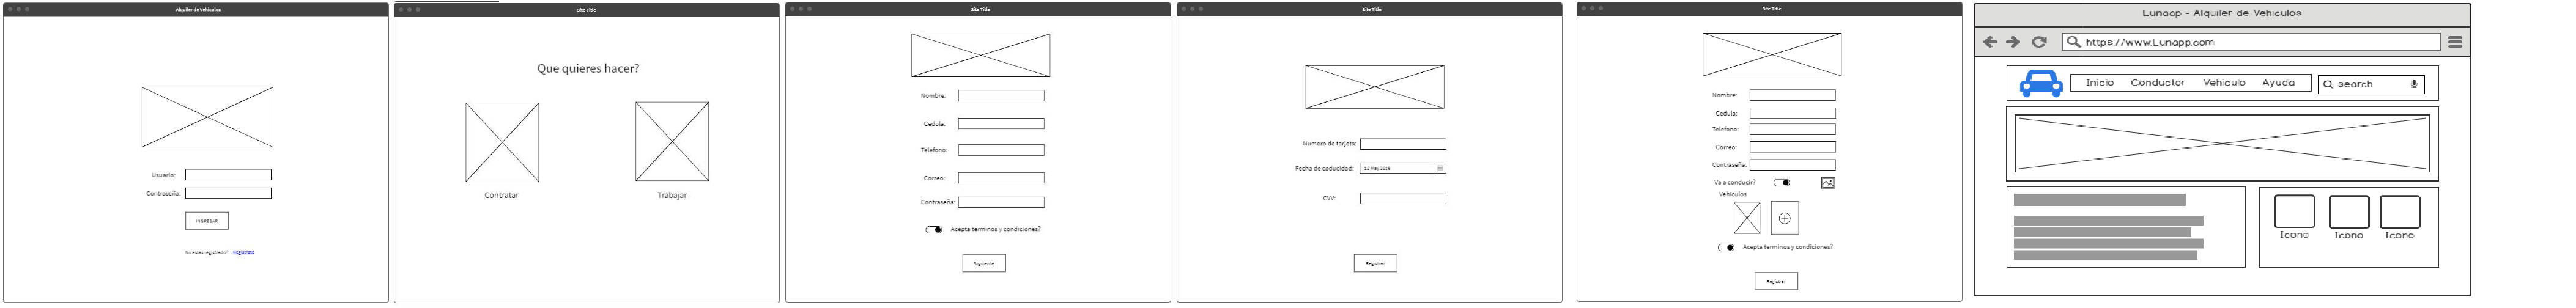 Alquiler de Vehiculos
Usuario:
Contraseña:
INGRESAR
No estas registrado? Registrate
Site Title
Que quieres hacer?
Contratar
Trabajar
Site Title
Nombre:
Cedula:
Telefono:
Correo:
Contraseña:
Acepta terminos y condiciones?
Siguiente
Site Title
Numero de tarjeta:
Fecha de caducidad: 12 May 2016
CVV:
Registrar
Site Title
Nombre:
Cedula:
Telefono:
Correo:
Contraseña:
Va a conducir?
Vehiculos
Acepta terminos y condiciones?
Registrar
Lunapp - Alquiler de Vehiculos
https://www.Lunapp.com
Inicio Conductor Vehiculo Ayuda
search
Icono Icono Icono